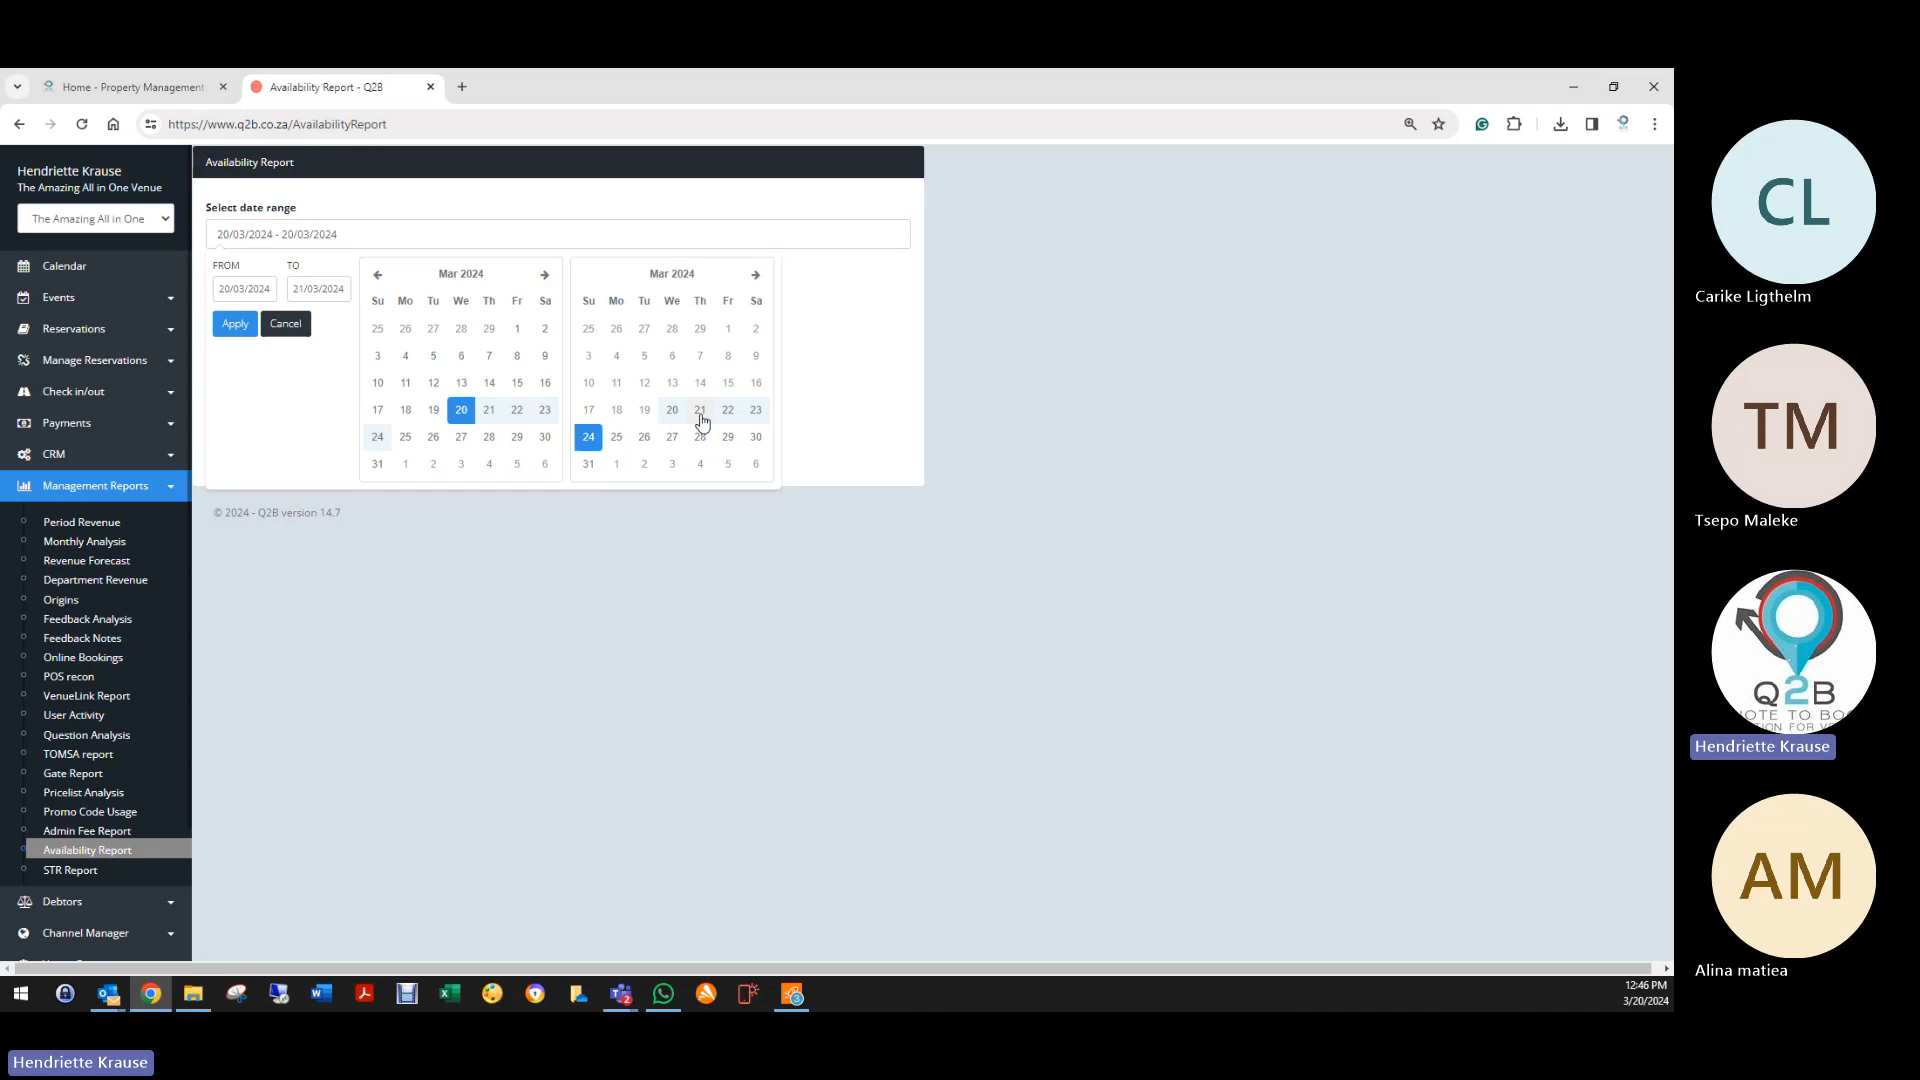 Home - Property Management
Availability Report - Q2B
https://www.q2b.co.za/AvailabilityReport
Hendriette Krause
The Amazing All in One Venue
The Amazing All in One
Calendar
Events
Reservations
Manage Reservations
Check in/out
Payments
CRM
Management Reports
Period Revenue
Monthly Analysis
Revenue Forecast
Department Revenue
Origins
Feedback Analysis
Feedback Notes
Online Bookings
POS recon
VenueLink Report
User Activity
Question Analysis
TOMSA report
Gate Report
Pricelist Analysis
Promo Code Usage
Admin Fee Report
Availability Report
STR Report
Debtors
Channel Manager
Availability Report
Select date range
20/03/2024 - 20/03/2024
FROM TO
20/03/2024 21/03/2024
Apply Cancel
Mar 2024
Su Mo Tu We Th Fr Sa
25 26 27 28 29 1 2
3 4 5 6 7 8 9
10 11 12 13 14 15 16
17 18 19 20 21 22 23
24 25 26 27 28 29 30
31 1 2 3 4 5 6
Mar 2024
Su Mo Tu We Th Fr Sa
25 26 27 28 29 1 2
3 4 5 6 7 8 9
10 11 12 13 14 15 16
17 18 19 20 21 22 23
24 25 26 27 28 29 30
31 1 2 3 4 5 6
© 2024 - Q2B version 14.7
CL
Carike Ligthelm
TM
Tsepo Maleke
Q2B
Hendriette Krause
AM
Alina matiea
12:46 PM
3/20/2024
Hendriette Krause